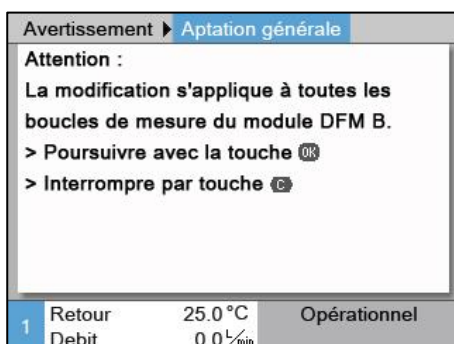 Avertissement ▶ Aptation générale
Attention :
La modification s'applique à toutes les
boucles de mesure du module DFM B.
> Poursuivre avec la touche OK
> Interrompre par touche C
1 Retour 25.0 °C Opérationnel
Debit 0.0 L/min